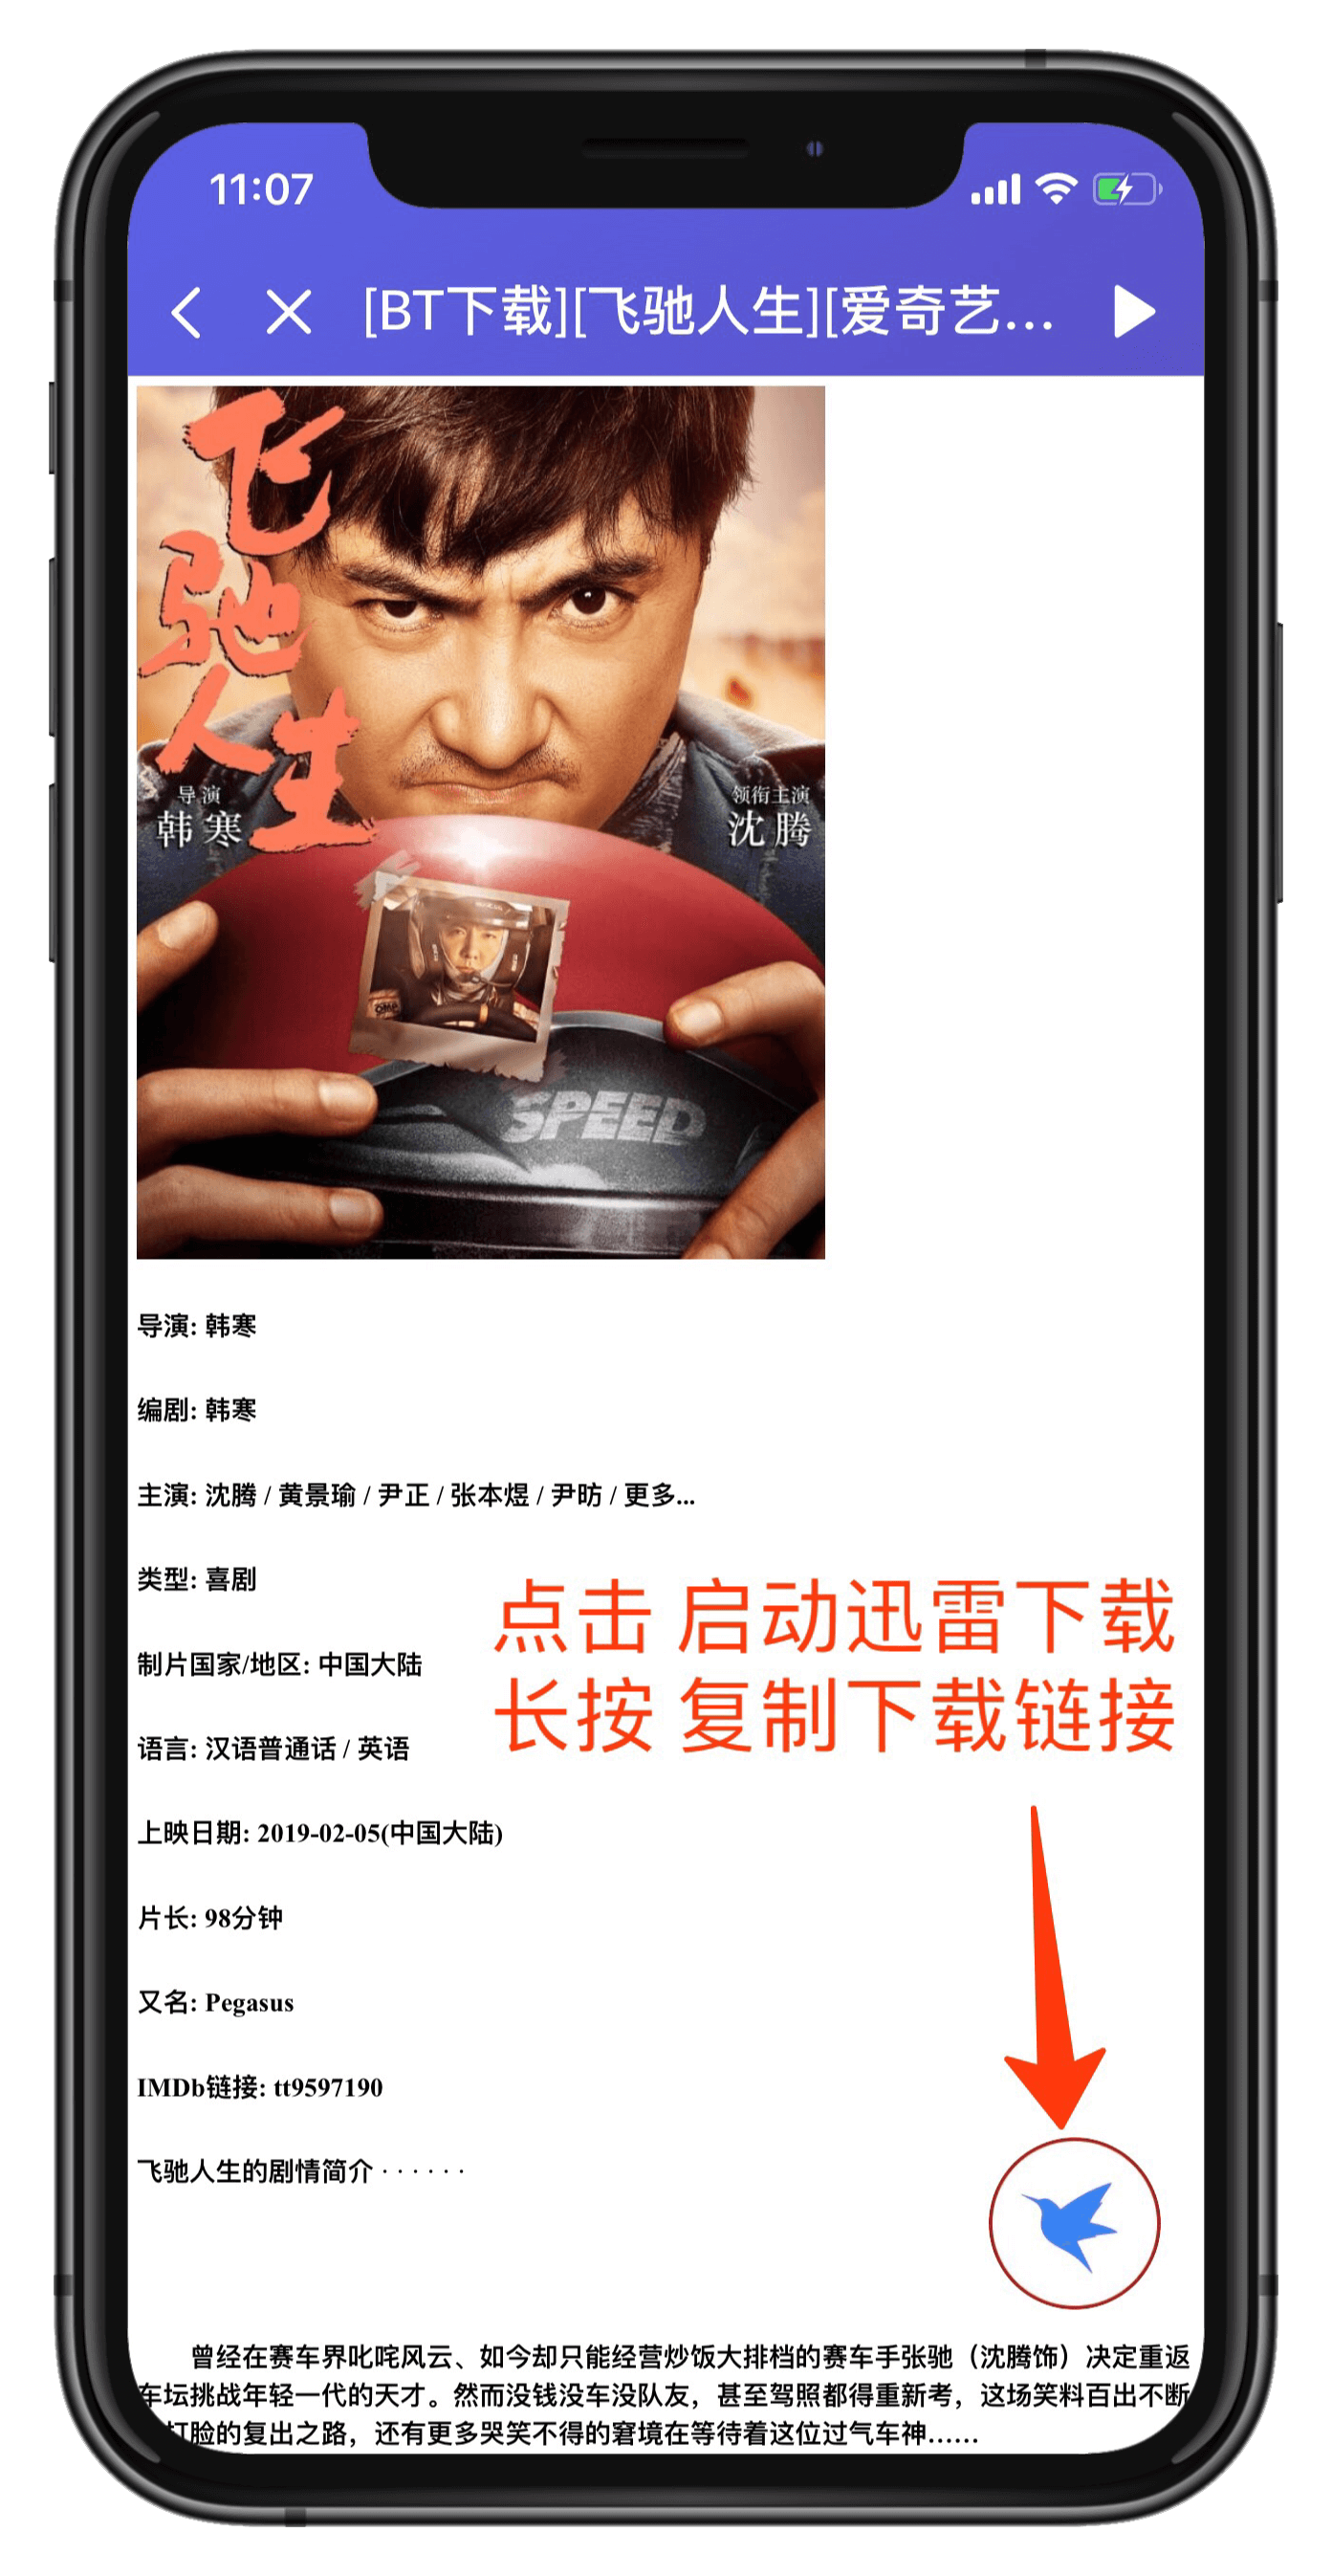 11:07
[BT下载][飞驰人生][爱奇艺...
飞驰人生
导演
韩寒
领衔主演
沈腾
SPEED
导演: 韩寒
编剧: 韩寒
主演: 沈腾 / 黄景瑜 / 尹正 / 张本煜 / 尹昉 / 更多...
类型: 喜剧
点击 启动迅雷下载
制片国家/地区: 中国大陆
长按 复制下载链接
语言: 汉语普通话 / 英语
上映日期: 2019-02-05(中国大陆)
片长: 98分钟
又名: Pegasus
IMDb链接: tt9597190
飞驰人生的剧情简介 · · · · · ·
曾经在赛车界叱咤风云、如今却只能经营炒饭大排档的赛车手张驰（沈腾饰）决定重返
车坛挑战年轻一代的天才。然而没钱没车没队友，甚至驾照都得重新考，这场笑料百出不断
打脸的复出之路，还有更多哭笑不得的窘境在等待着这位过气车神……